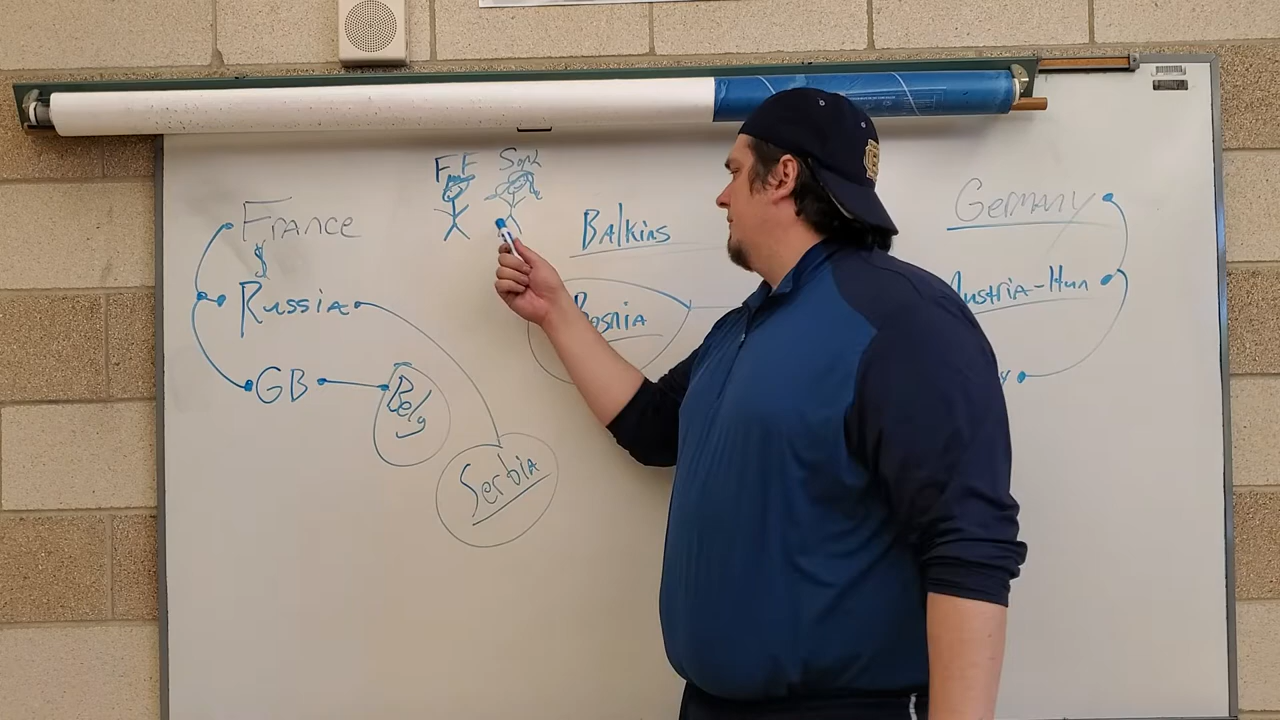 FF Soph
France
$
Russia
GB
Belg
Serbia
Balkins
Bosnia
Germany
Austria-Hun